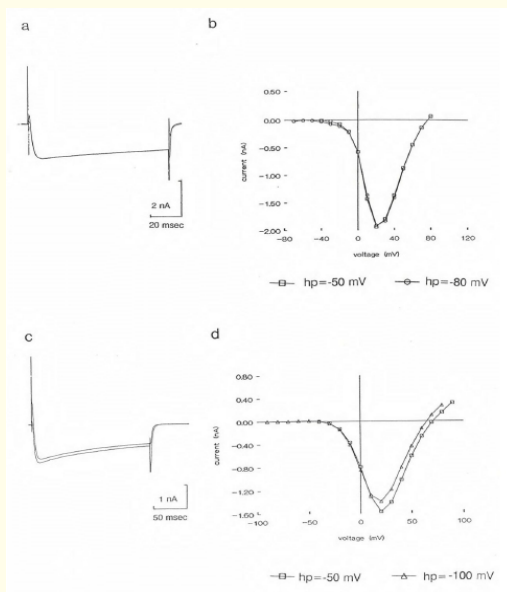 a
b
0.50
0.00
-0.50
-1.00
-1.50
-2.00
current (nA)
-80 -40 0 40 80 120
voltage (mV)
2 nA
20 msec
hp=-50 mV hp=-80 mV
c
d
0.80
0.40
0.00
-0.40
-0.80
-1.20
-1.60
current (nA)
-100 -50 0 50 100
voltage (mV)
1 nA
50 msec
hp=-50 mV hp=-100 mV